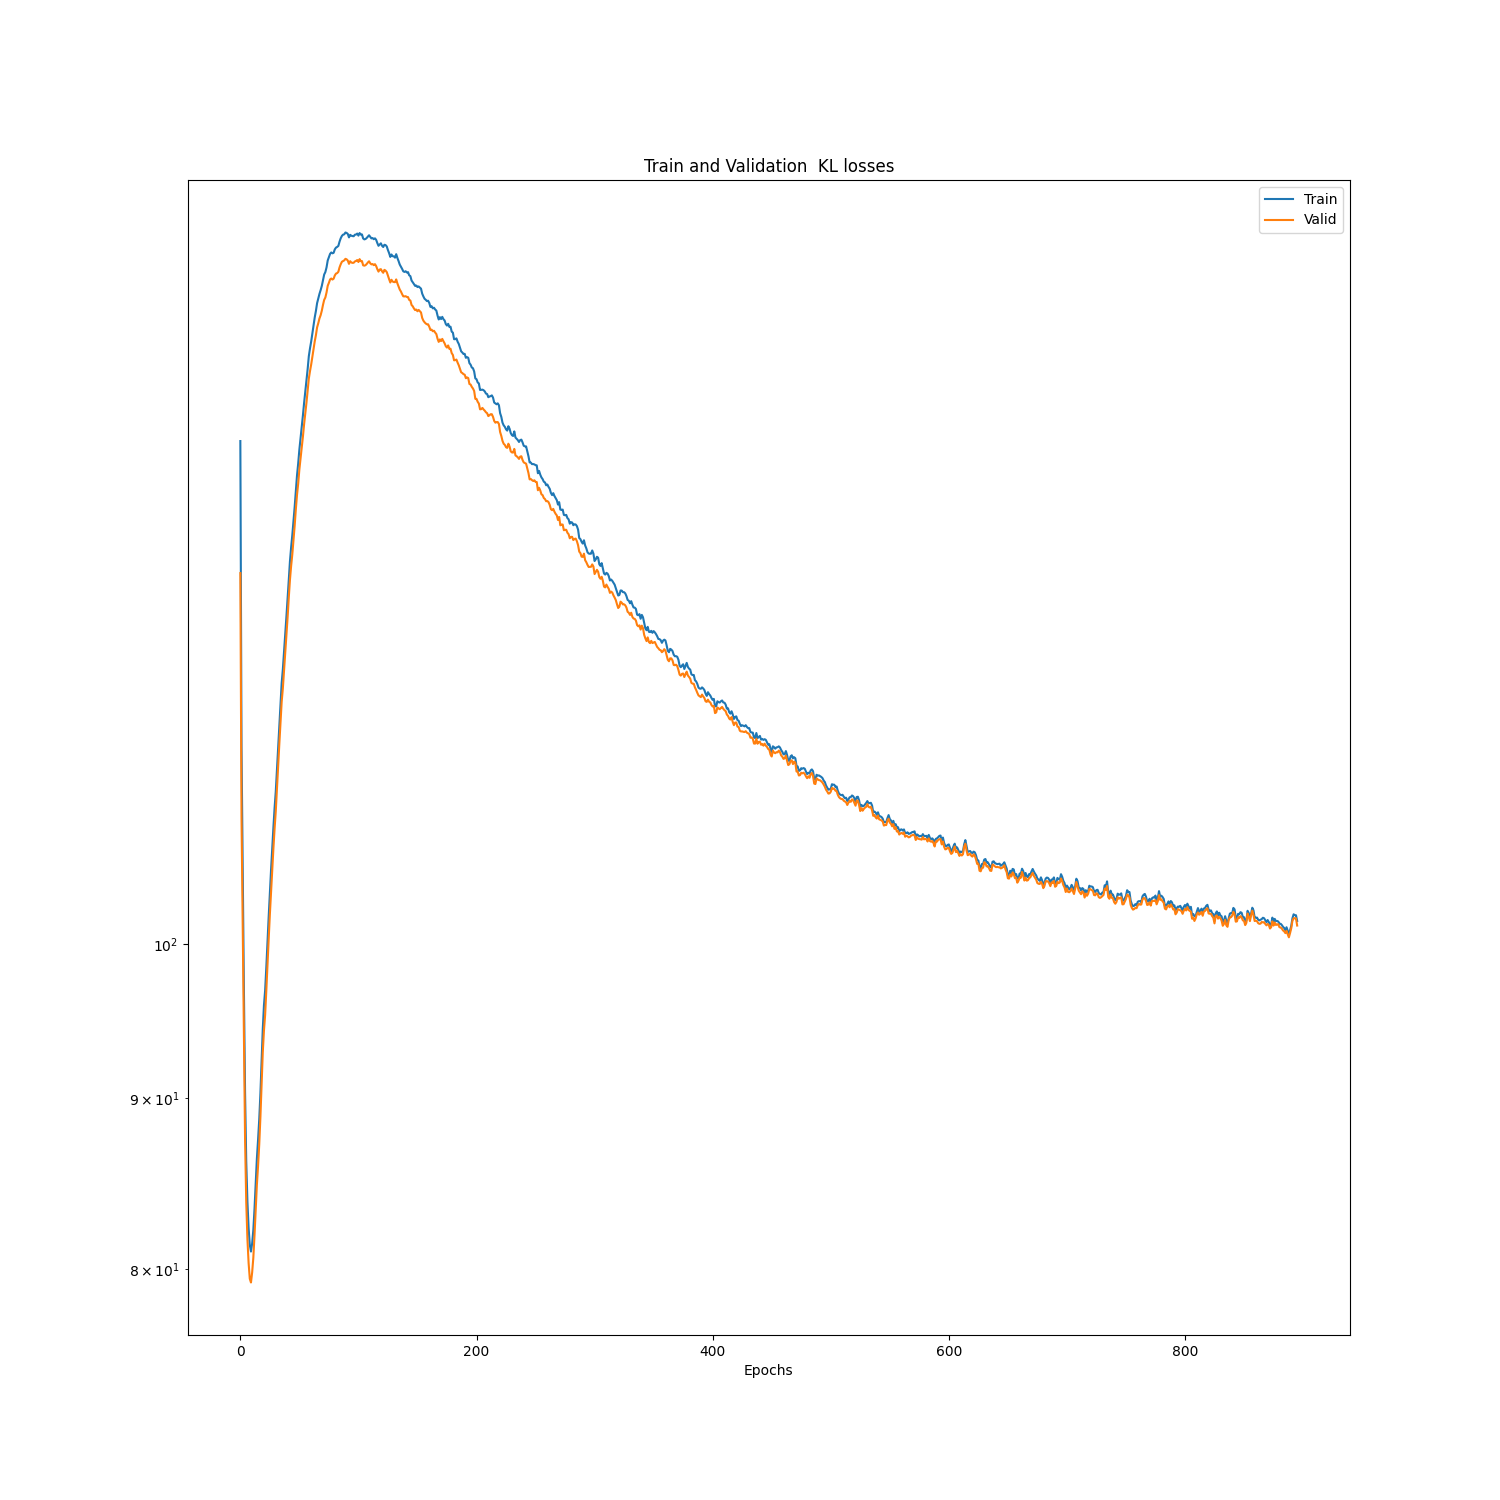 Train and Validation  KL losses
Train
Valid
10²
9 × 10¹
8 × 10¹
0 200 400 600 800
Epochs